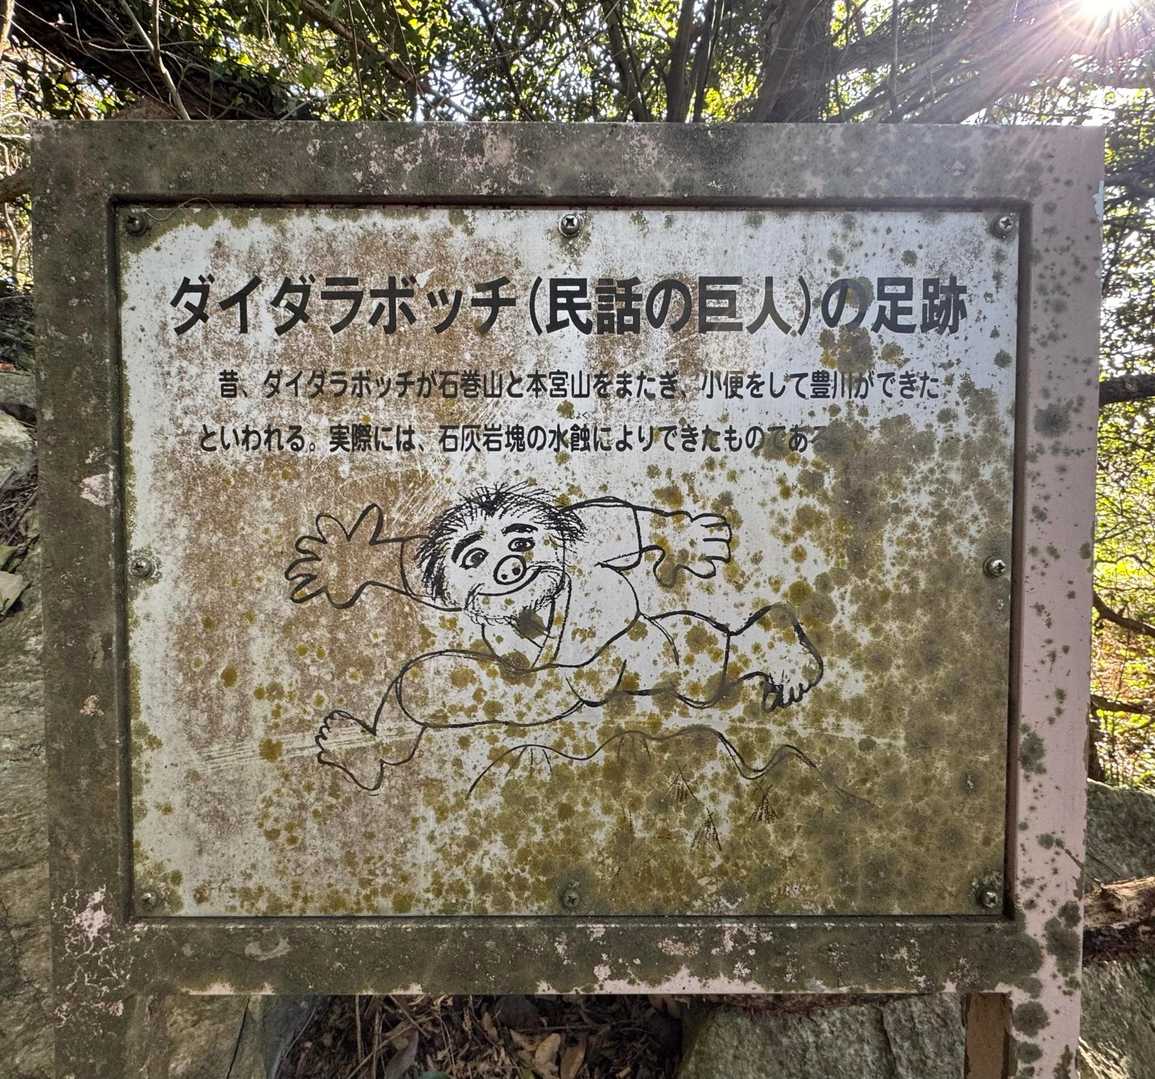 ダイダラボッチ(民話の巨人)の足跡
昔、ダイダラボッチが石巻山と本宮山をまたぎ、小便をして豊川ができた
といわれる。実際には、石灰岩塊の水蝕によりできたものである